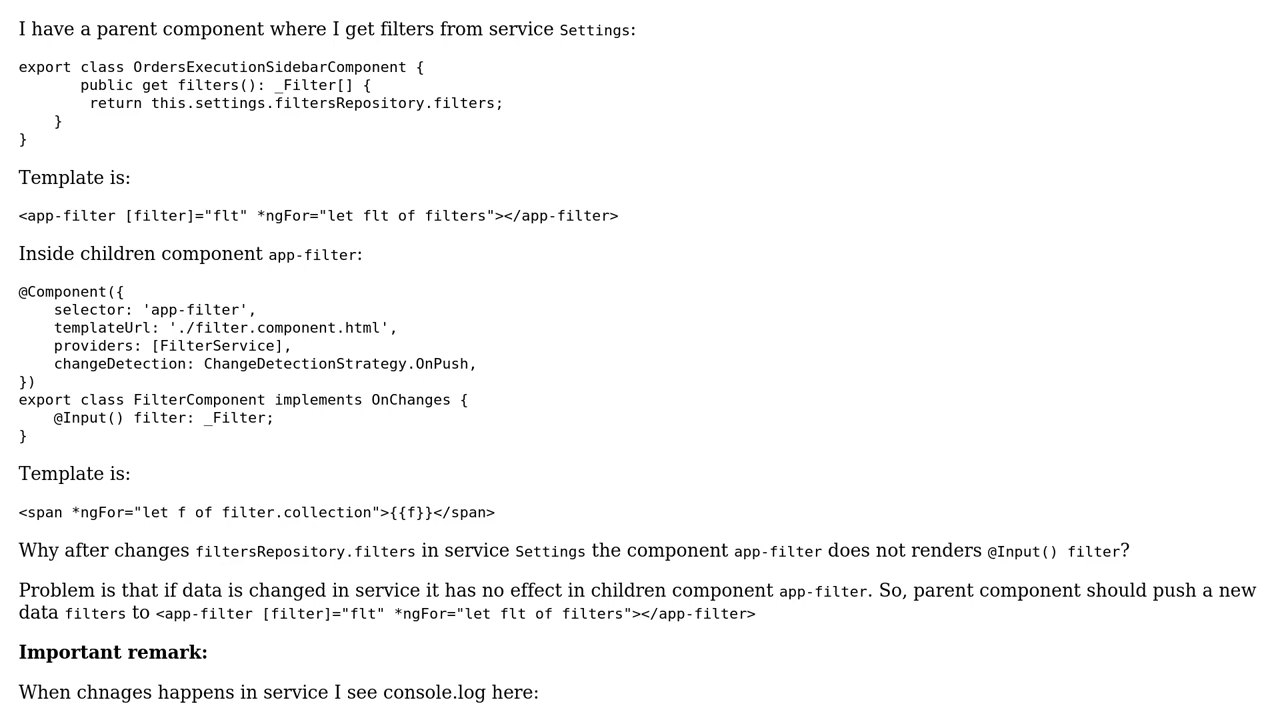 I have a parent component where I get filters from service Settings:
export class OrdersExecutionSidebarComponent {
       public get filters(): _Filter[] {
        return this.settings.filtersRepository.filters;
    }
}
Template is:
<app-filter [filter]="flt" *ngFor="let flt of filters"></app-filter>
Inside children component app-filter:
@Component({
    selector: 'app-filter',
    templateUrl: './filter.component.html',
    providers: [FilterService],
    changeDetection: ChangeDetectionStrategy.OnPush,
})
export class FilterComponent implements OnChanges {
    @Input() filter: _Filter;
}
Template is:
<span *ngFor="let f of filter.collection">{{f}}</span>
Why after changes filtersRepository.filters in service Settings the component app-filter does not renders @Input() filter?
Problem is that if data is changed in service it has no effect in children component app-filter. So, parent component should push a new
data filters to <app-filter [filter]="flt" *ngFor="let flt of filters"></app-filter>
Important remark:
When chnages happens in service I see console.log here: